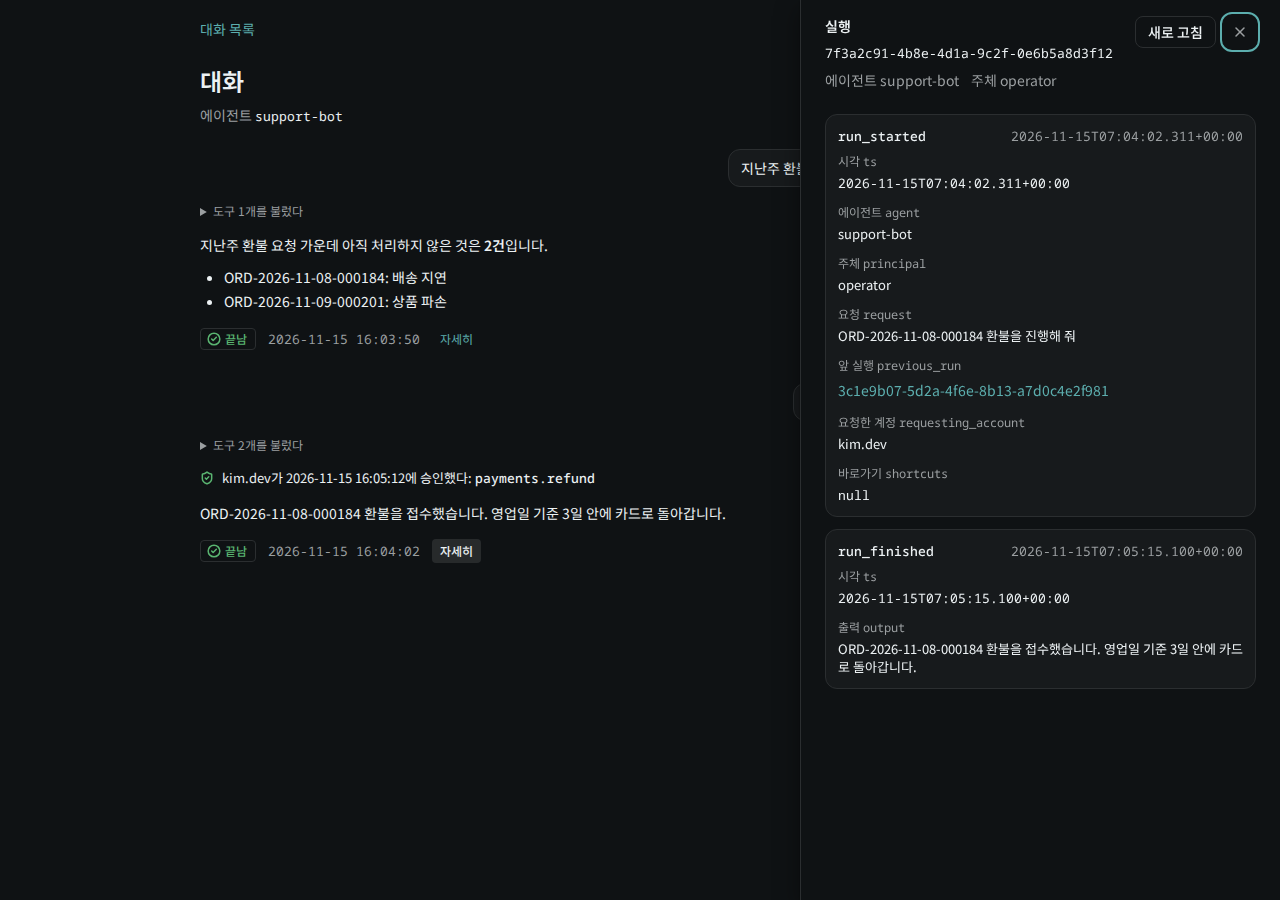 대화 목록
대화
에이전트 support-bot
지난주 환
▶ 도구 1개를 불렀다
지난주 환불 요청 가운데 아직 처리하지 않은 것은 2건입니다.
• ORD-2026-11-08-000184: 배송 지연
• ORD-2026-11-09-000201: 상품 파손
끝남 2026-11-15 16:03:50 자세히
▶ 도구 2개를 불렀다
kim.dev가 2026-11-15 16:05:12에 승인했다: payments.refund
ORD-2026-11-08-000184 환불을 접수했습니다. 영업일 기준 3일 안에 카드로 돌아갑니다.
끝남 2026-11-15 16:04:02 자세히
실행
7f3a2c91-4b8e-4d1a-9c2f-0e6b5a8d3f12
에이전트 support-bot 주체 operator
새로 고침
run_started 2026-11-15T07:04:02.311+00:00
시각 ts
2026-11-15T07:04:02.311+00:00
에이전트 agent
support-bot
주체 principal
operator
요청 request
ORD-2026-11-08-000184 환불을 진행해 줘
앞 실행 previous_run
3c1e9b07-5d2a-4f6e-8b13-a7d0c4e2f981
요청한 계정 requesting_account
kim.dev
바로가기 shortcuts
null
run_finished 2026-11-15T07:05:15.100+00:00
시각 ts
2026-11-15T07:05:15.100+00:00
출력 output
ORD-2026-11-08-000184 환불을 접수했습니다. 영업일 기준 3일 안에 카드
로 돌아갑니다.